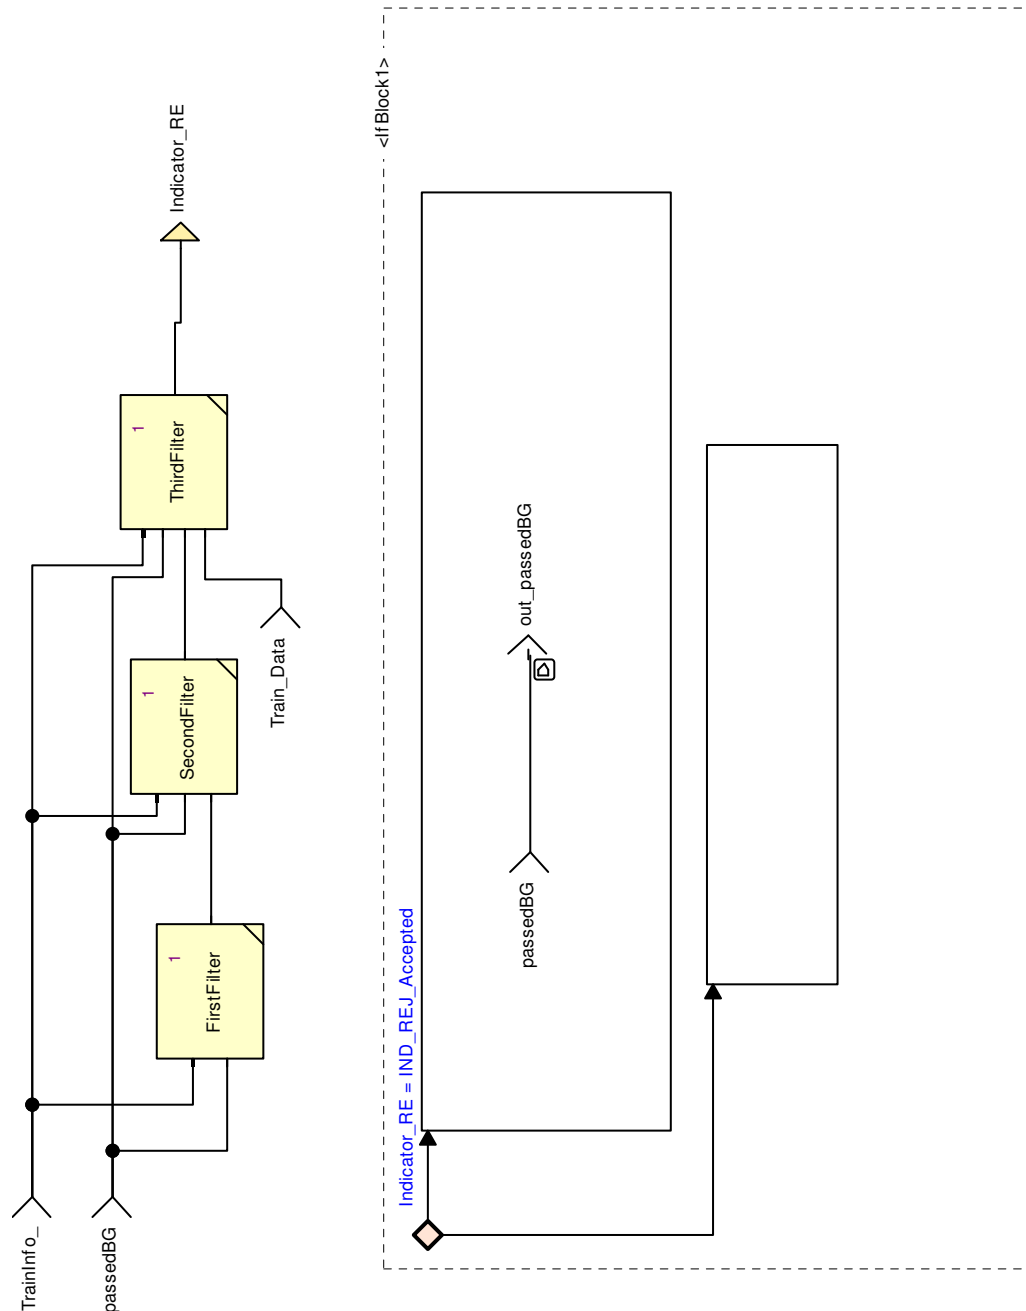 TrainInfo_
passedBG
1
FirstFilter
1
SecondFilter
Train_Data
1
ThirdFilter
Indicator_RE
<If Block1>
Indicator_RE = IND_REJ_Accepted
passedBG
out_passedBG